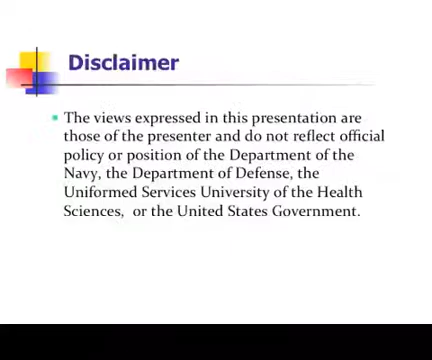 Disclaimer
The views expressed in this presentation are
those of the presenter and do not reflect official
policy or position of the Department of the
Navy, the Department of Defense, the
Uniformed Services University of the Health
Sciences, or the United States Government.